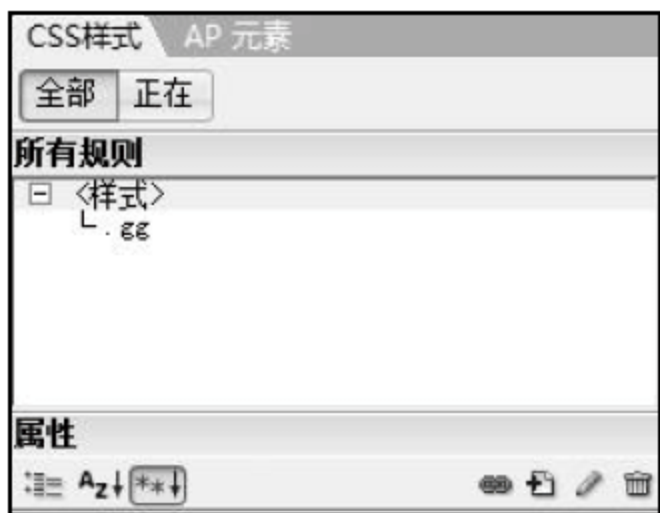 CSS样式 AP 元素
全部 正在
所有规则
<样式>
.gg
属性
Az↓ **↓